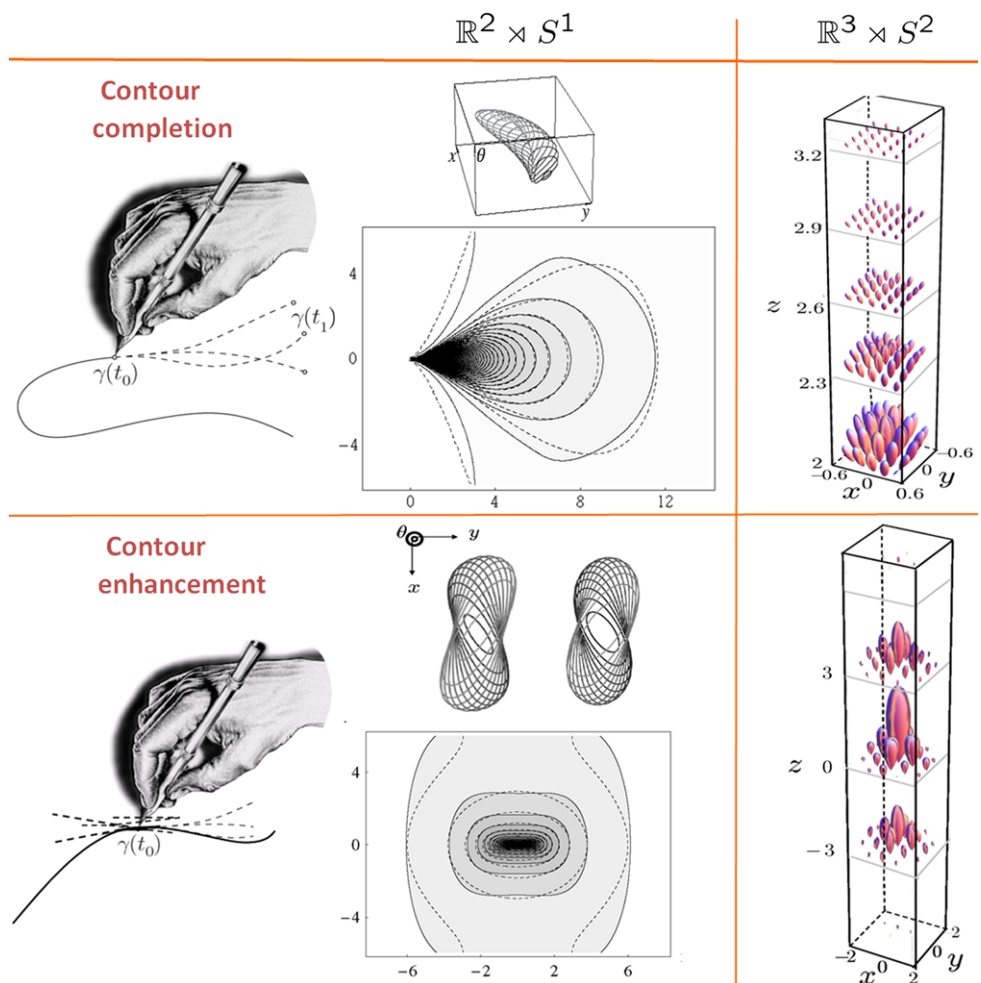 ℝ² ⋊ S¹
ℝ³ ⋊ S²
Contour
completion
γ(t₀)
γ(t₁)
x
θ
y
4
0
−4
0 4 8 12
3.2
2.9
z
2.6
2.3
2
−0.6
x
0
0.6
−0.6
0
y
Contour
enhancement
γ(t₀)
θ
y
x
4
0
−4
−6 −2 2 6
3
z
0
−3
−2
x
0
2
2
0
y